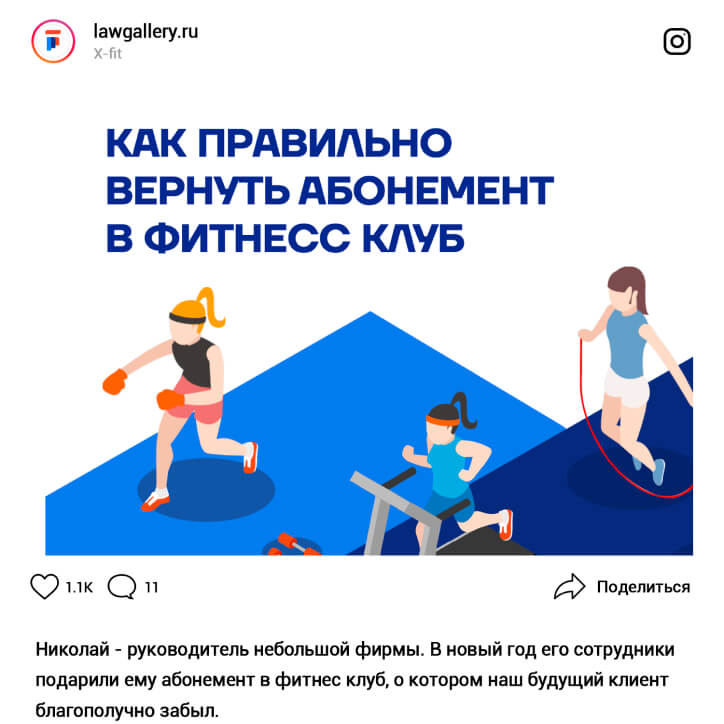 lawgallery.ru
X-fit
КАК ПРАВИЛЬНО
ВЕРНУТЬ АБОНЕМЕНТ
В ФИТНЕСС КЛУБ
1.1K 11 Поделиться
Николай - руководитель небольшой фирмы. В новый год его сотрудники
подарили ему абонемент в фитнес клуб, о котором наш будущий клиент
благополучно забыл.